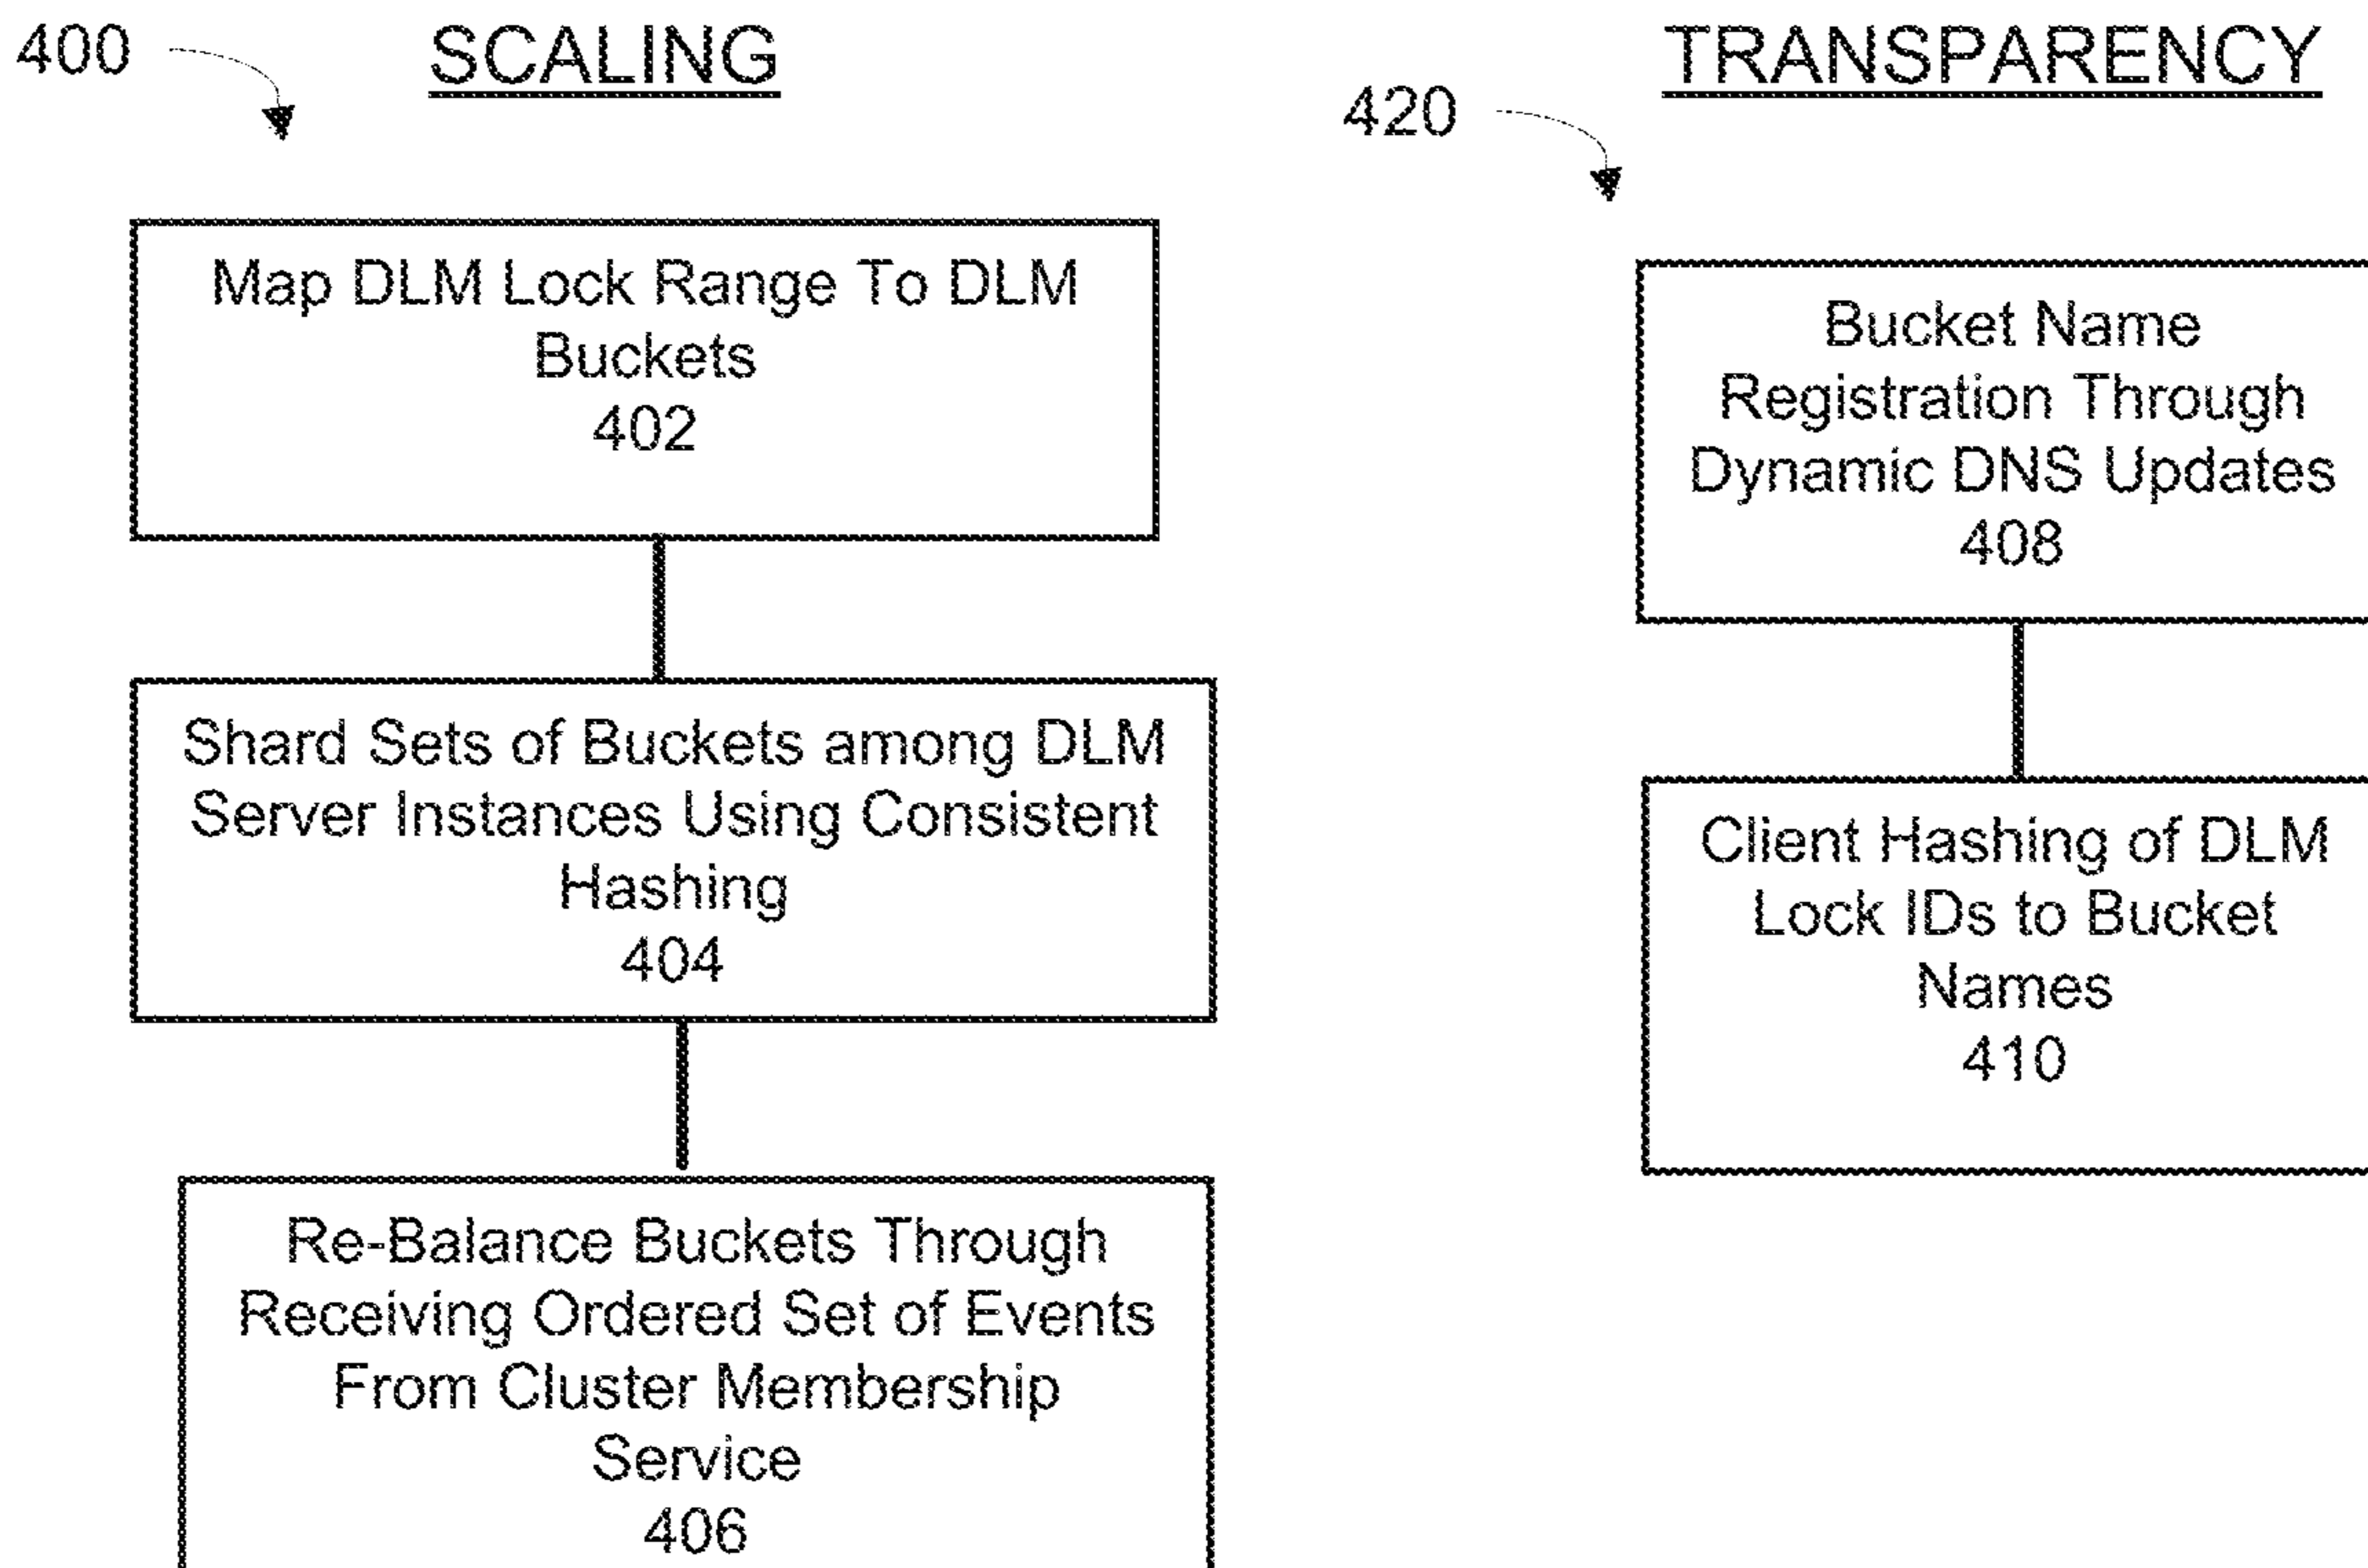 400
SCALING
Map DLM Lock Range To DLM
Buckets
402
Shard Sets of Buckets among DLM
Server Instances Using Consistent
Hashing
404
Re-Balance Buckets Through
Receiving Ordered Set of Events
From Cluster Membership
Service
406
TRANSPARENCY
420
Bucket Name
Registration Through
Dynamic DNS Updates
408
Client Hashing of DLM
Lock IDs to Bucket
Names
410